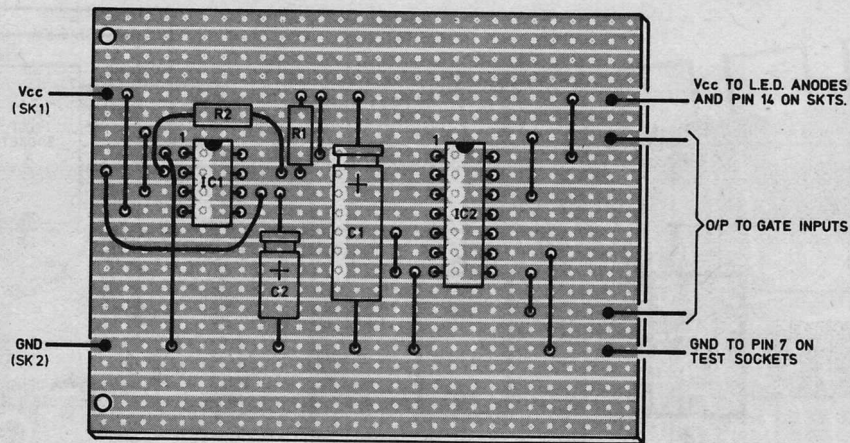 Vcc
(SK1)
R2
R1
1
IC1
1
IC2
C1
C2
GND
(SK2)
Vcc TO L.E.D. ANODES
AND PIN 14 ON SKTS.
O/P TO GATE INPUTS
GND TO PIN 7 ON
TEST SOCKETS